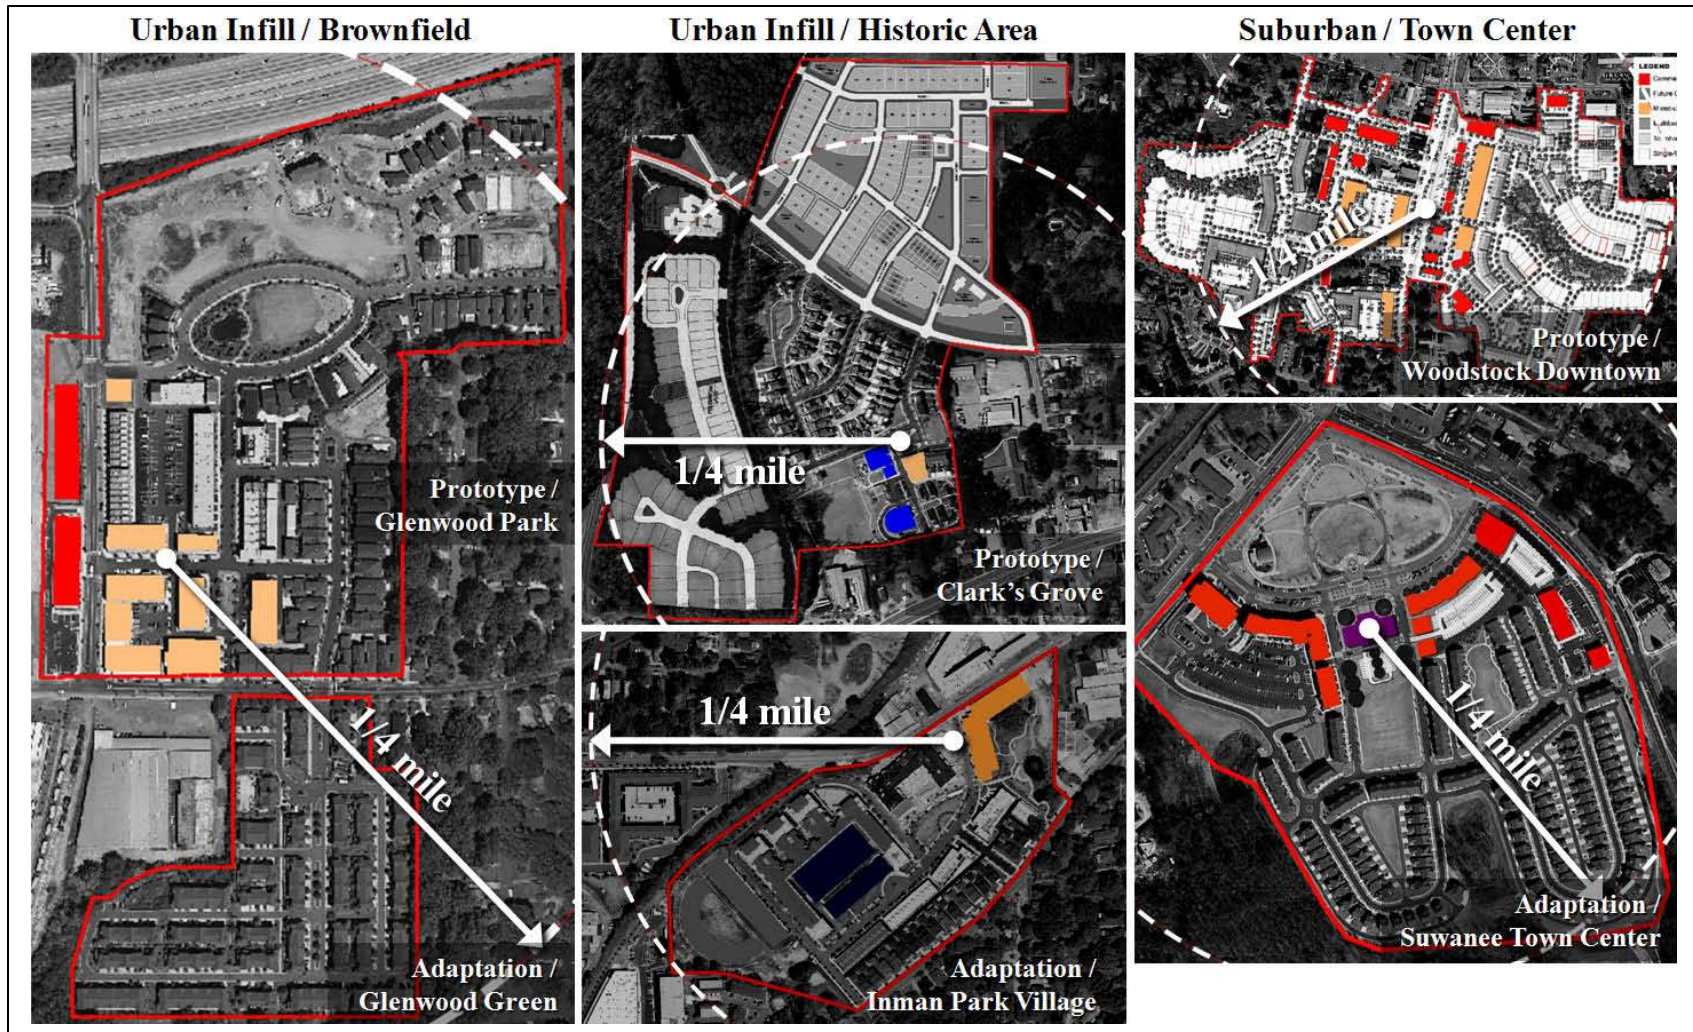 Urban Infill / Brownfield
Urban Infill / Historic Area
Suburban / Town Center
Prototype /
Glenwood Park
1/4 mile
Adaptation /
Glenwood Green
1/4 mile
Prototype /
Clark's Grove
1/4 mile
Adaptation /
Inman Park Village
LEGEND
1/4 mile
Prototype /
Woodstock Downtown
1/4 mile
Adaptation /
Suwanee Town Center